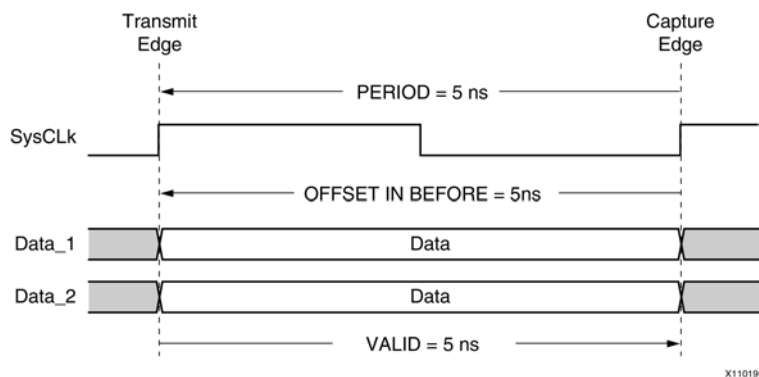 Transmit
Edge
Capture
Edge
PERIOD = 5 ns
SysCLk
OFFSET IN BEFORE = 5ns
Data_1
Data
Data_2
Data
VALID = 5 ns
X11019